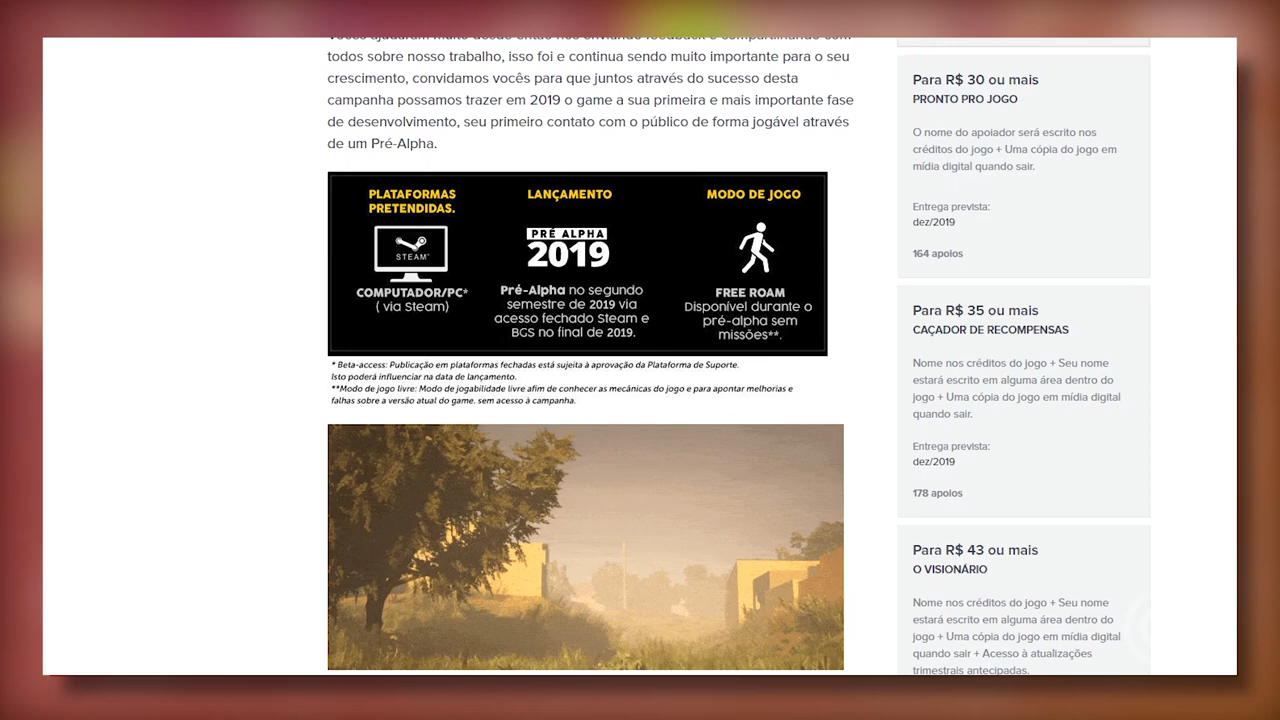 todos sobre nosso trabalho, isso foi e continua sendo muito importante para o seu
crescimento, convidamos vocês para que juntos através do sucesso desta
campanha possamos trazer em 2019 o game a sua primeira e mais importante fase
de desenvolvimento, seu primeiro contato com o público de forma jogável através
de um Pré-Alpha.
PLATAFORMAS
PRETENDIDAS.
STEAM
COMPUTADOR/PC*
( via Steam)
LANÇAMENTO
PRÉ ALPHA
2019
Pré-Alpha no segundo
semestre de 2019 via
acesso fechado Steam e
BGS no final de 2019.
MODO DE JOGO
FREE ROAM
Disponível durante o
pré-alpha sem
missões**.
* Beta-access: Publicação em plataformas fechadas está sujeita à aprovação da Plataforma de Suporte.
Isto poderá influenciar na data de lançamento.
**Modo de jogo livre: Modo de jogabilidade livre afim de conhecer as mecânicas do jogo e para apontar melhorias e
falhas sobre a versão atual do game. sem acesso à campanha.
Para R$ 30 ou mais
PRONTO PRO JOGO
O nome do apoiador será escrito nos
créditos do jogo + Uma cópia do jogo em
mídia digital quando sair.
Entrega prevista:
dez/2019
164 apoios
Para R$ 35 ou mais
CAÇADOR DE RECOMPENSAS
Nome nos créditos do jogo + Seu nome
estará escrito em alguma área dentro do
jogo + Uma cópia do jogo em mídia digital
quando sair.
Entrega prevista:
dez/2019
178 apoios
Para R$ 43 ou mais
O VISIONÁRIO
Nome nos créditos do jogo + Seu nome
estará escrito em alguma área dentro do
jogo + Uma cópia do jogo em mídia digital
quando sair + Acesso à atualizações
trimestrais antecipadas.